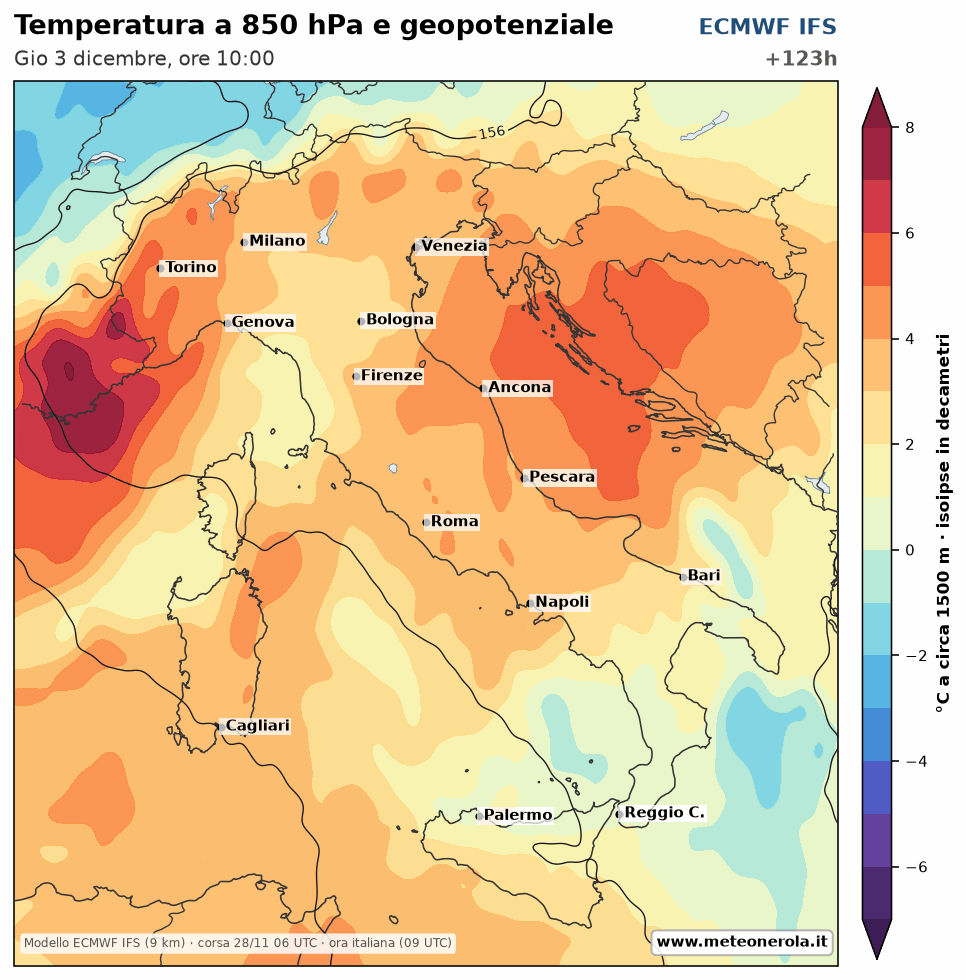 Temperatura a 850 hPa e geopotenziale
ECMWF IFS
Gio 3 dicembre, ore 10:00
+123h
156
Milano
Venezia
Torino
Genova
Bologna
Firenze
Ancona
Pescara
Roma
Bari
Napoli
Cagliari
Palermo
Reggio C.
8
6
4
2
0
−2
−4
−6
°C a circa 1500 m · isoipse in decametri
Modello ECMWF IFS (9 km) · corsa 28/11 06 UTC · ora italiana (09 UTC)
www.meteonerola.it